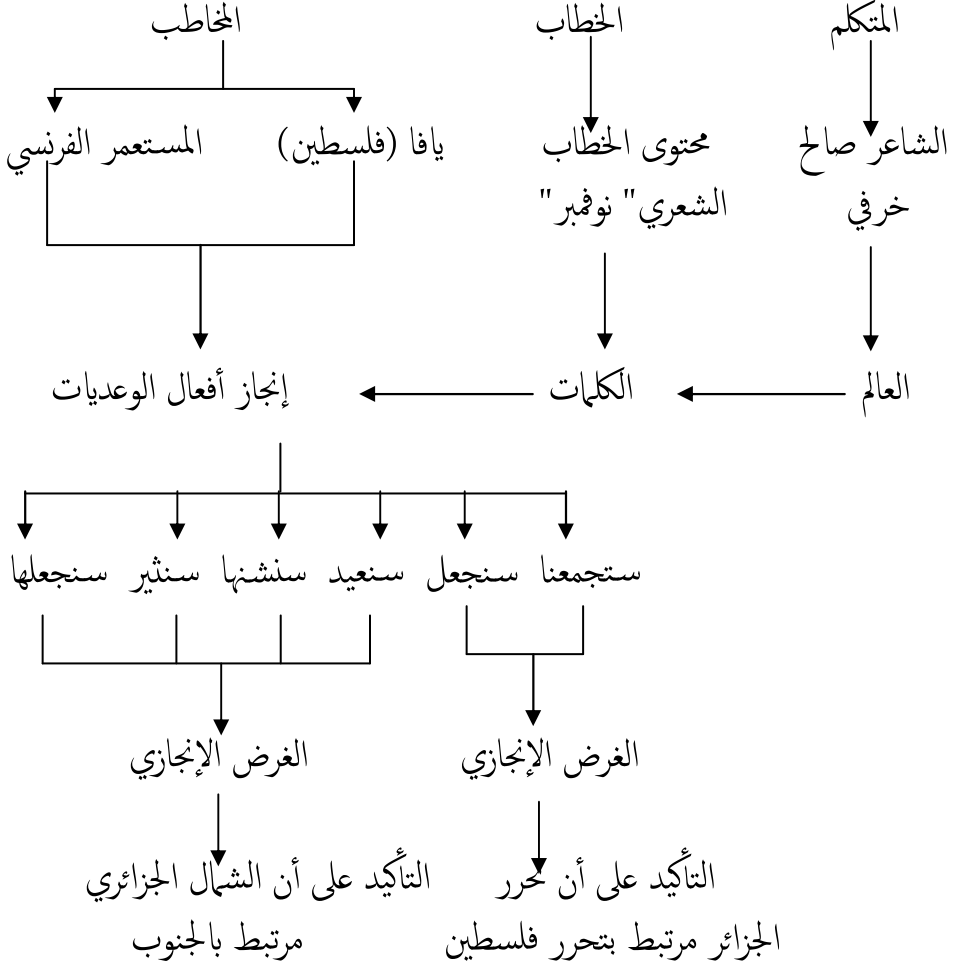 المتكلم
الخطاب
المخاطب
الشاعر صالح
خرفي
محتوى الخطاب
الشعري" نوفمبر"
يافا (فلسطين)
المستعمر الفرنسي
العالم
الكلمات
إنجاز أفعال الوعديات
ستجمعنا
سنجعل
سنعيد
سنشنها
سنثير
سنجعلها
الغرض الإنجازي
الغرض الإنجازي
التأكيد على أن تحرر
الجزائر مرتبط بتحرر فلسطين
التأكيد على أن الشمال الجزائري
مرتبط بالجنوب